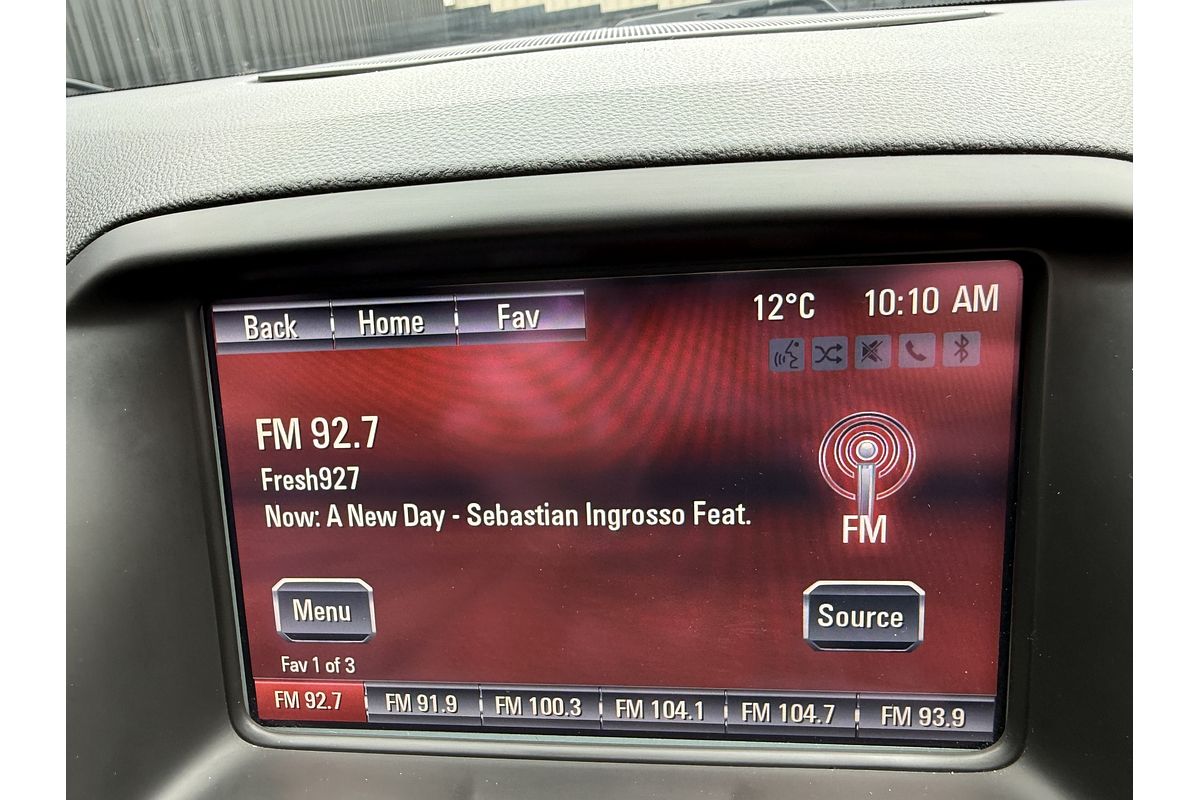 Back Home Fav 12°C 10:10 AM
FM 92.7
Fresh927
Now: A New Day - Sebastian Ingrosso Feat.
FM
Menu Source
Fav 1 of 3
FM 92.7 FM 91.9 FM 100.3 FM 104.1 FM 104.7 FM 93.9